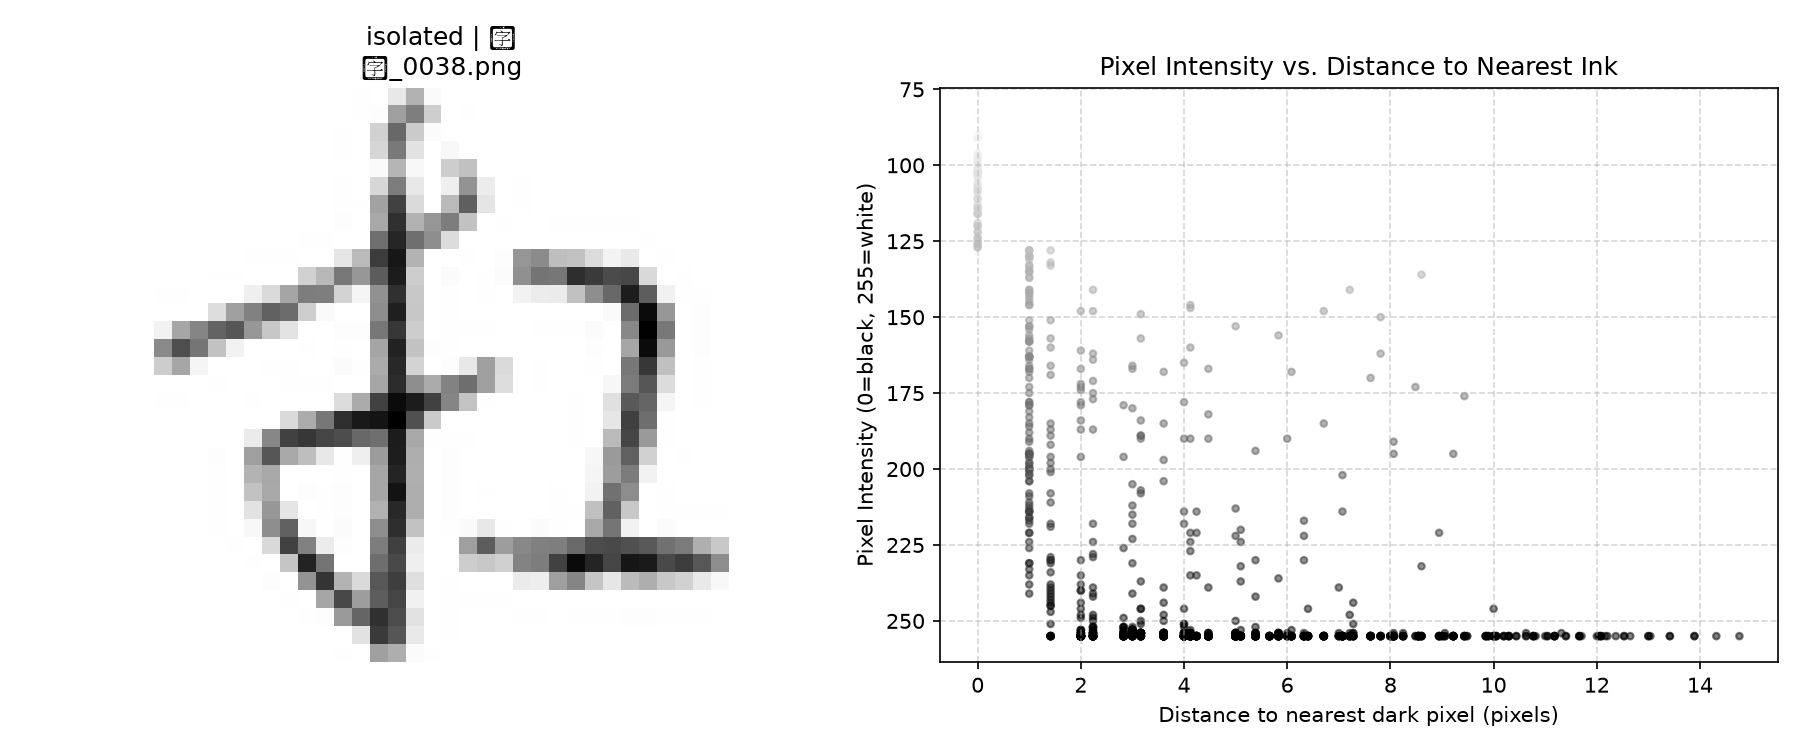 isolated |
_0038.png
Pixel Intensity vs. Distance to Nearest Ink
75
100
125
150
175
200
225
250
Pixel Intensity (0=black, 255=white)
0 2 4 6 8 10 12 14
Distance to nearest dark pixel (pixels)